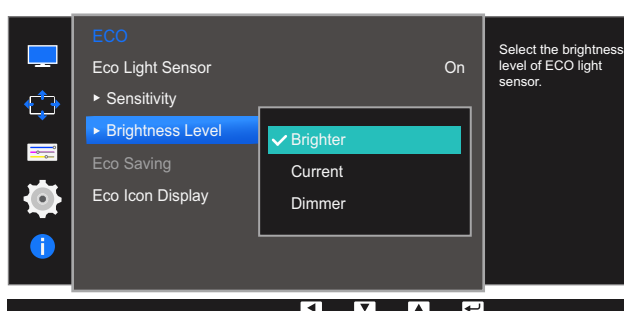 ECO
Eco Light Sensor On
▸ Sensitivity
▸ Brightness Level
Eco Saving
Eco Icon Display
Brighter
Current
Dimmer
Select the brightness
level of ECO light
sensor.